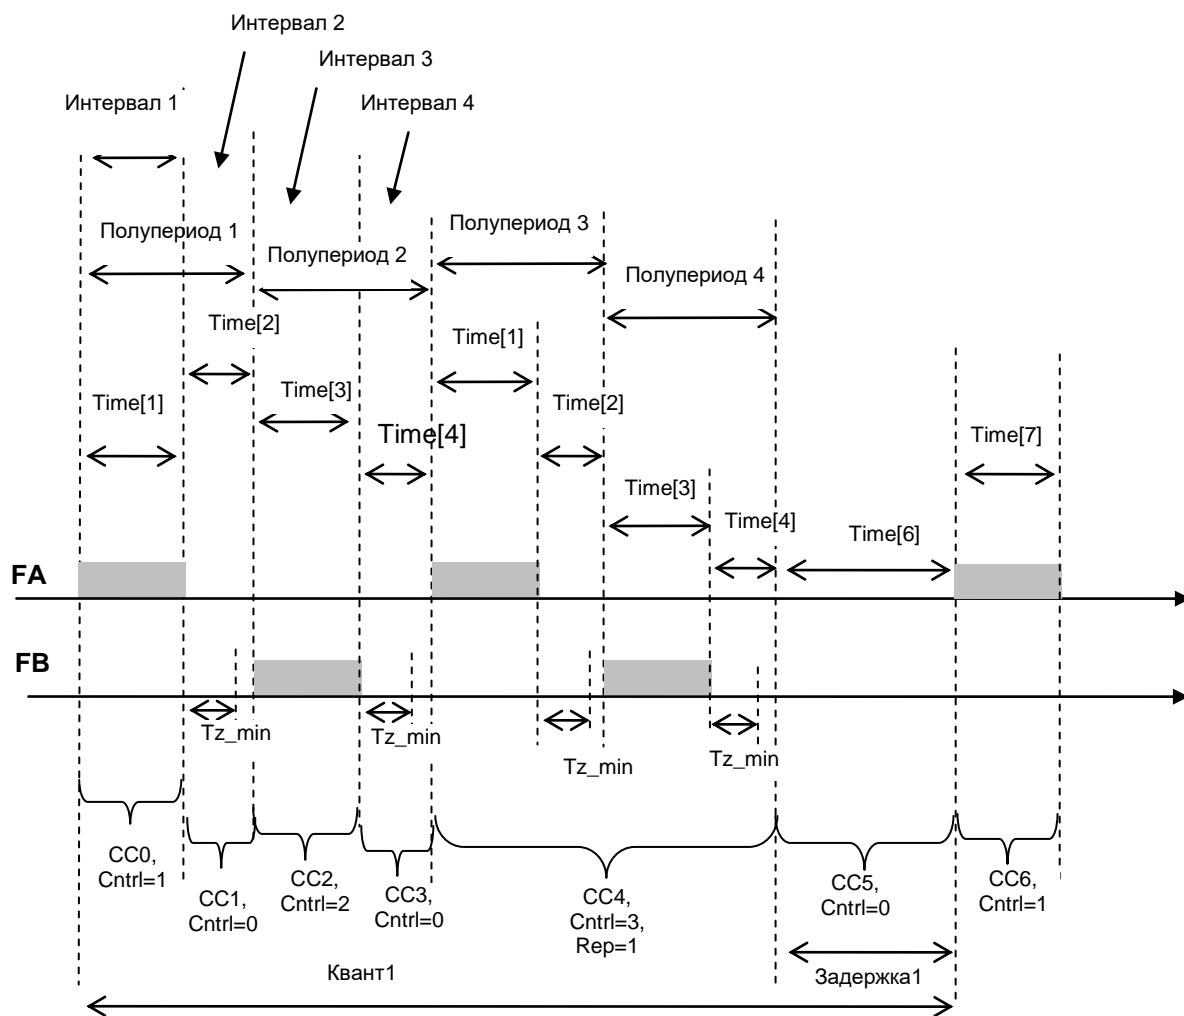 Интервал 2
Интервал 3
Интервал 1
Интервал 4
Полупериод 1
Полупериод 2
Полупериод 3
Полупериод 4
Time[2]
Time[1]
Time[3]
Time[1]
Time[2]
Time[4]
Time[7]
Time[3]
Time[4]
Time[6]
FA
FB
Tz_min
Tz_min
Tz_min
Tz_min
CC0,
Cntrl=1
CC1,
Cntrl=0
CC2,
Cntrl=2
CC3,
Cntrl=0
CC4,
Cntrl=3,
Rep=1
CC5,
Cntrl=0
CC6,
Cntrl=1
Квант1
Задержка1